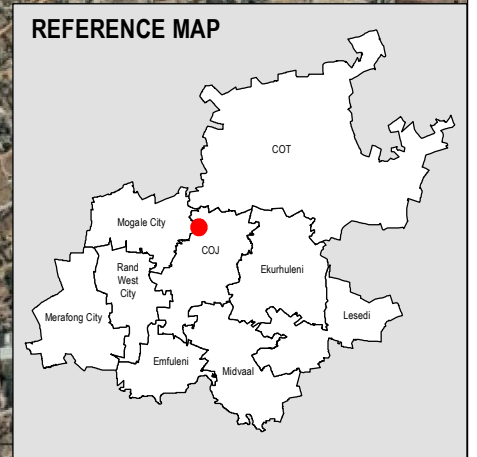 REFERENCE MAP
COT
Mogale City
COJ
Ekurhuleni
Rand
West
City
Merafong City
Lesedi
Emfuleni
Midvaal